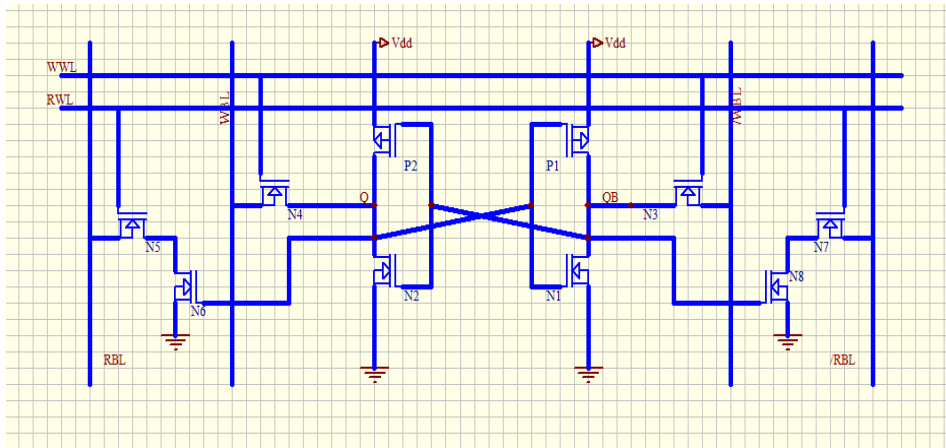 Vdd
Vdd
WWL
RWL
WBL
/WBL
P2
P1
Q
QB
N4
N3
N5
N7
N6
N2
N1
N8
RBL
/RBL